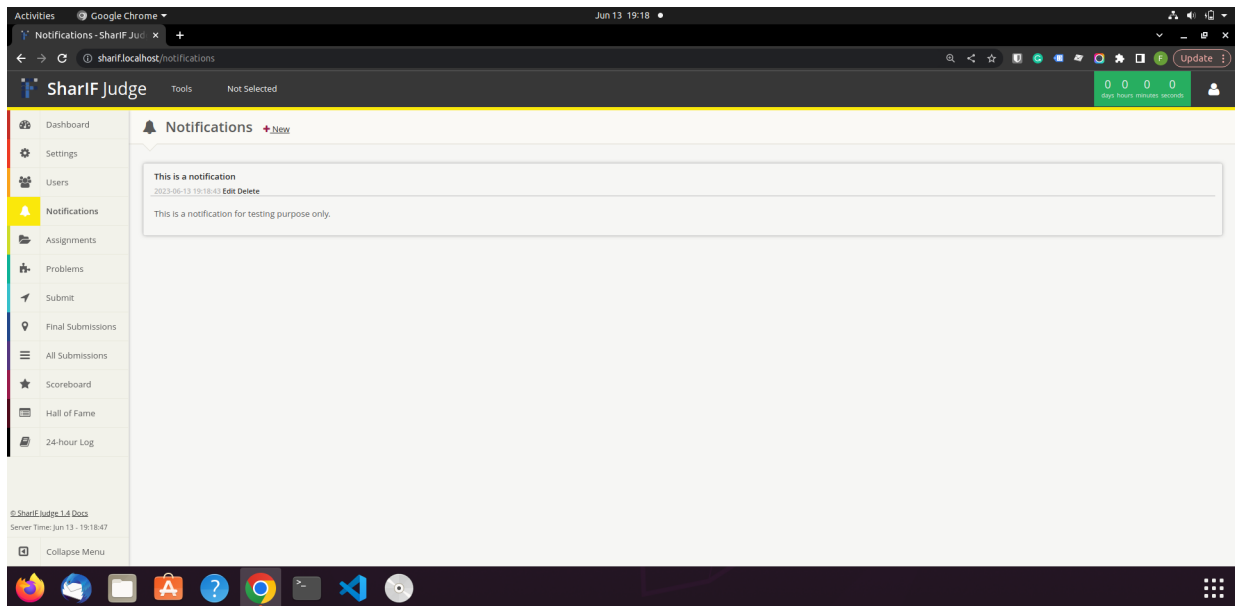 Activities Google Chrome Jun 13 19:18
Notifications - SharIF Jud
sharif.localhost/notifications
F Update
SharIF Judge Tools Not Selected
0 0 0 0
days hours minutes seconds
Dashboard
Notifications New
Settings
Users
This is a notification
2023-06-13 19:18:43 Edit Delete
Notifications
This is a notification for testing purpose only.
Assignments
Problems
Submit
Final Submissions
All Submissions
Scoreboard
Hall of Fame
24-hour Log
© SharIF Judge 1.4 Docs
Server Time: Jun 13 - 19:18:47
Collapse Menu